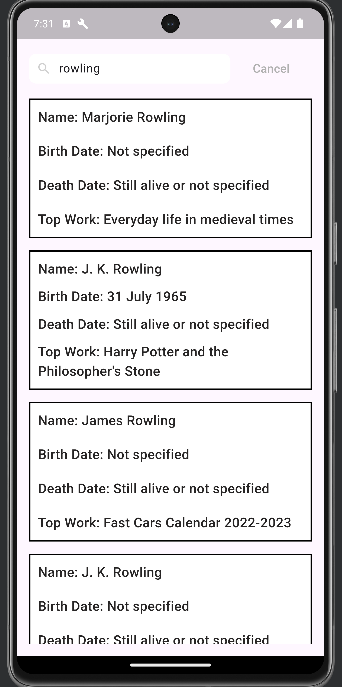 7:31
rowling
Cancel
Name: Marjorie Rowling
Birth Date: Not specified
Death Date: Still alive or not specified
Top Work: Everyday life in medieval times
Name: J. K. Rowling
Birth Date: 31 July 1965
Death Date: Still alive or not specified
Top Work: Harry Potter and the
Philosopher's Stone
Name: James Rowling
Birth Date: Not specified
Death Date: Still alive or not specified
Top Work: Fast Cars Calendar 2022-2023
Name: J. K. Rowling
Birth Date: Not specified
Death Date: Still alive or not specified